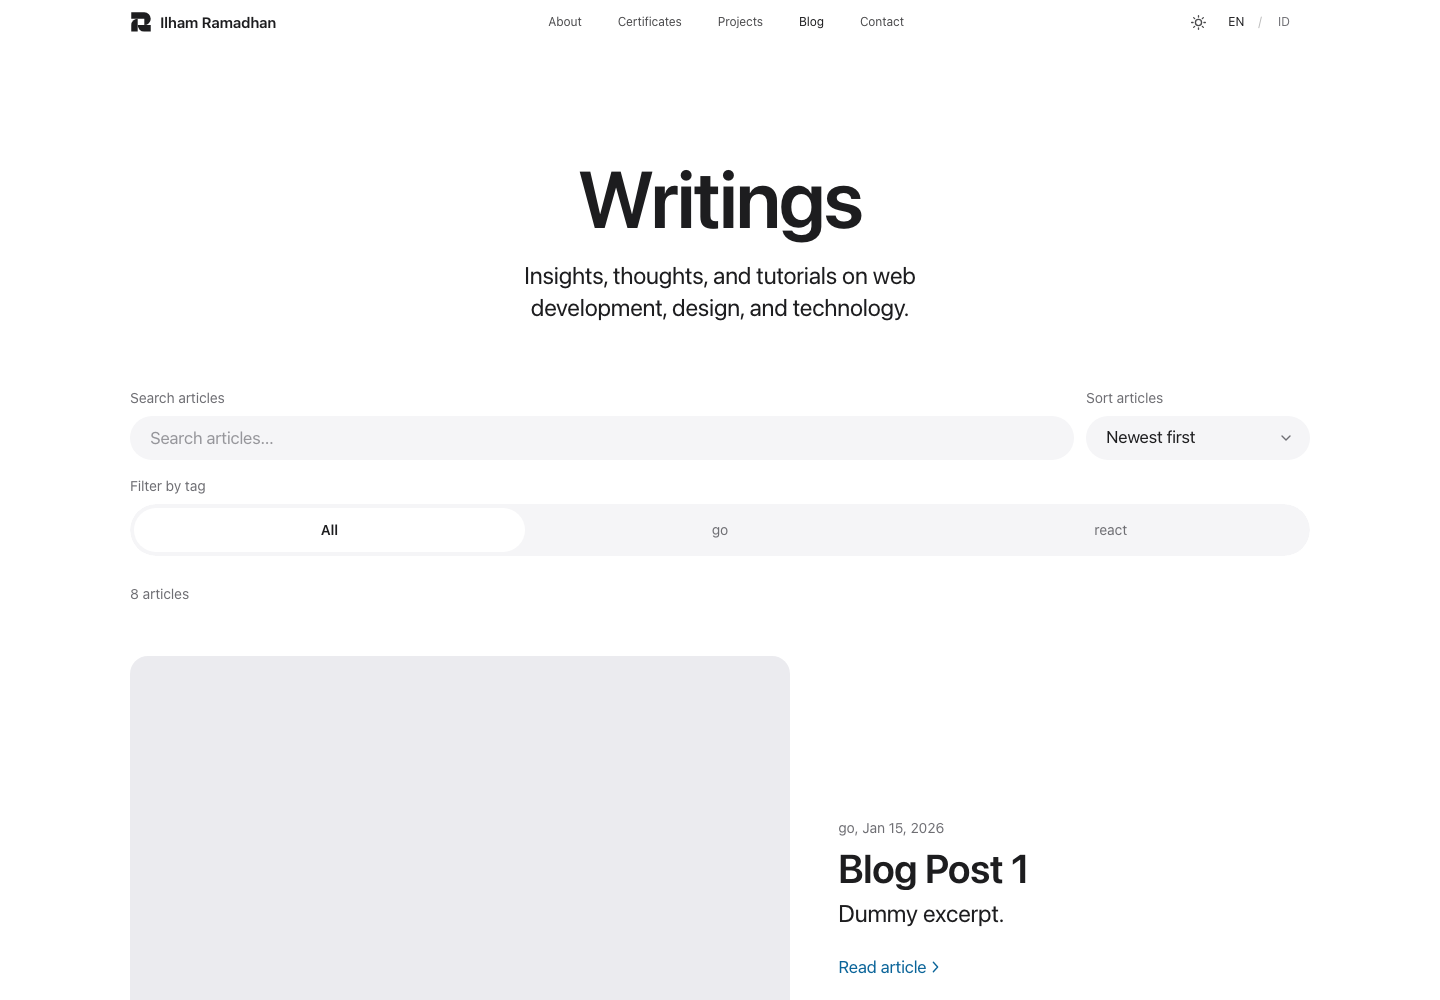 Ilham Ramadhan
About
Certificates
Projects
Blog
Contact
EN / ID
Writings
Insights, thoughts, and tutorials on web
development, design, and technology.
Search articles
Search articles...
Sort articles
Newest first
Filter by tag
All
go
react
8 articles
go, Jan 15, 2026
Blog Post 1
Dummy excerpt.
Read article